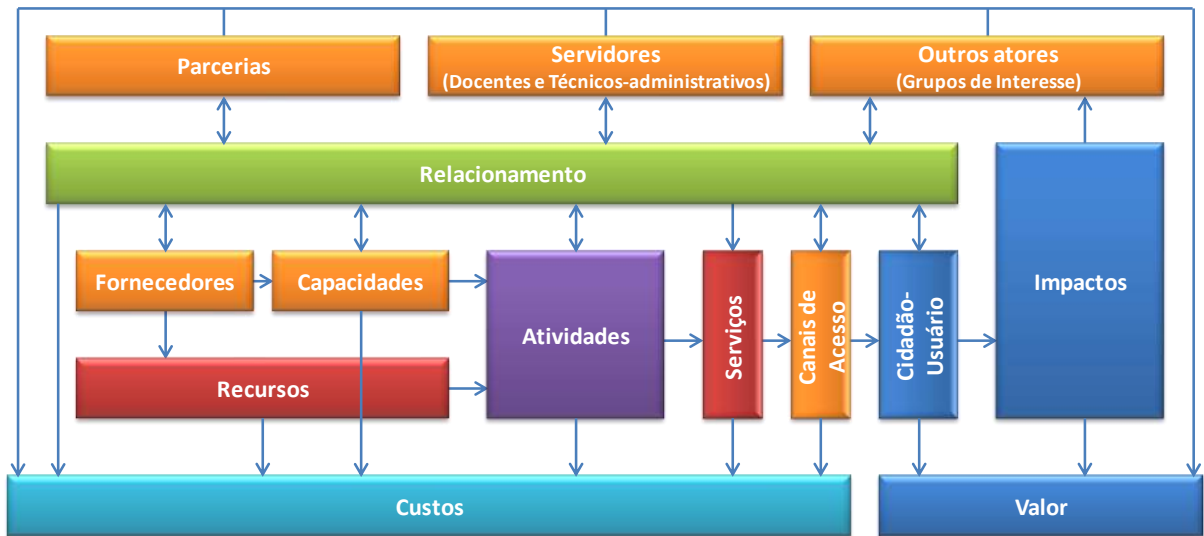 Parcerias
Servidores
(Docentes e Técnicos-administrativos)
Outros atores
(Grupos de Interesse)
Relacionamento
Fornecedores
Capacidades
Atividades
Serviços
Canais de
Acesso
Cidadão-
Usuário
Impactos
Recursos
Custos
Valor